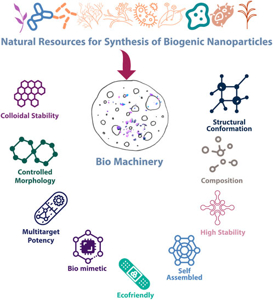 Natural Resources for Synthesis of Biogenic Nanoparticles
Colloidal Stability
Structural
Conformation
Bio Machinery
Controlled
Morphology
Composition
Multitarget
Potency
High Stability
Bio mimetic
Self
Assembled
Ecofriendly